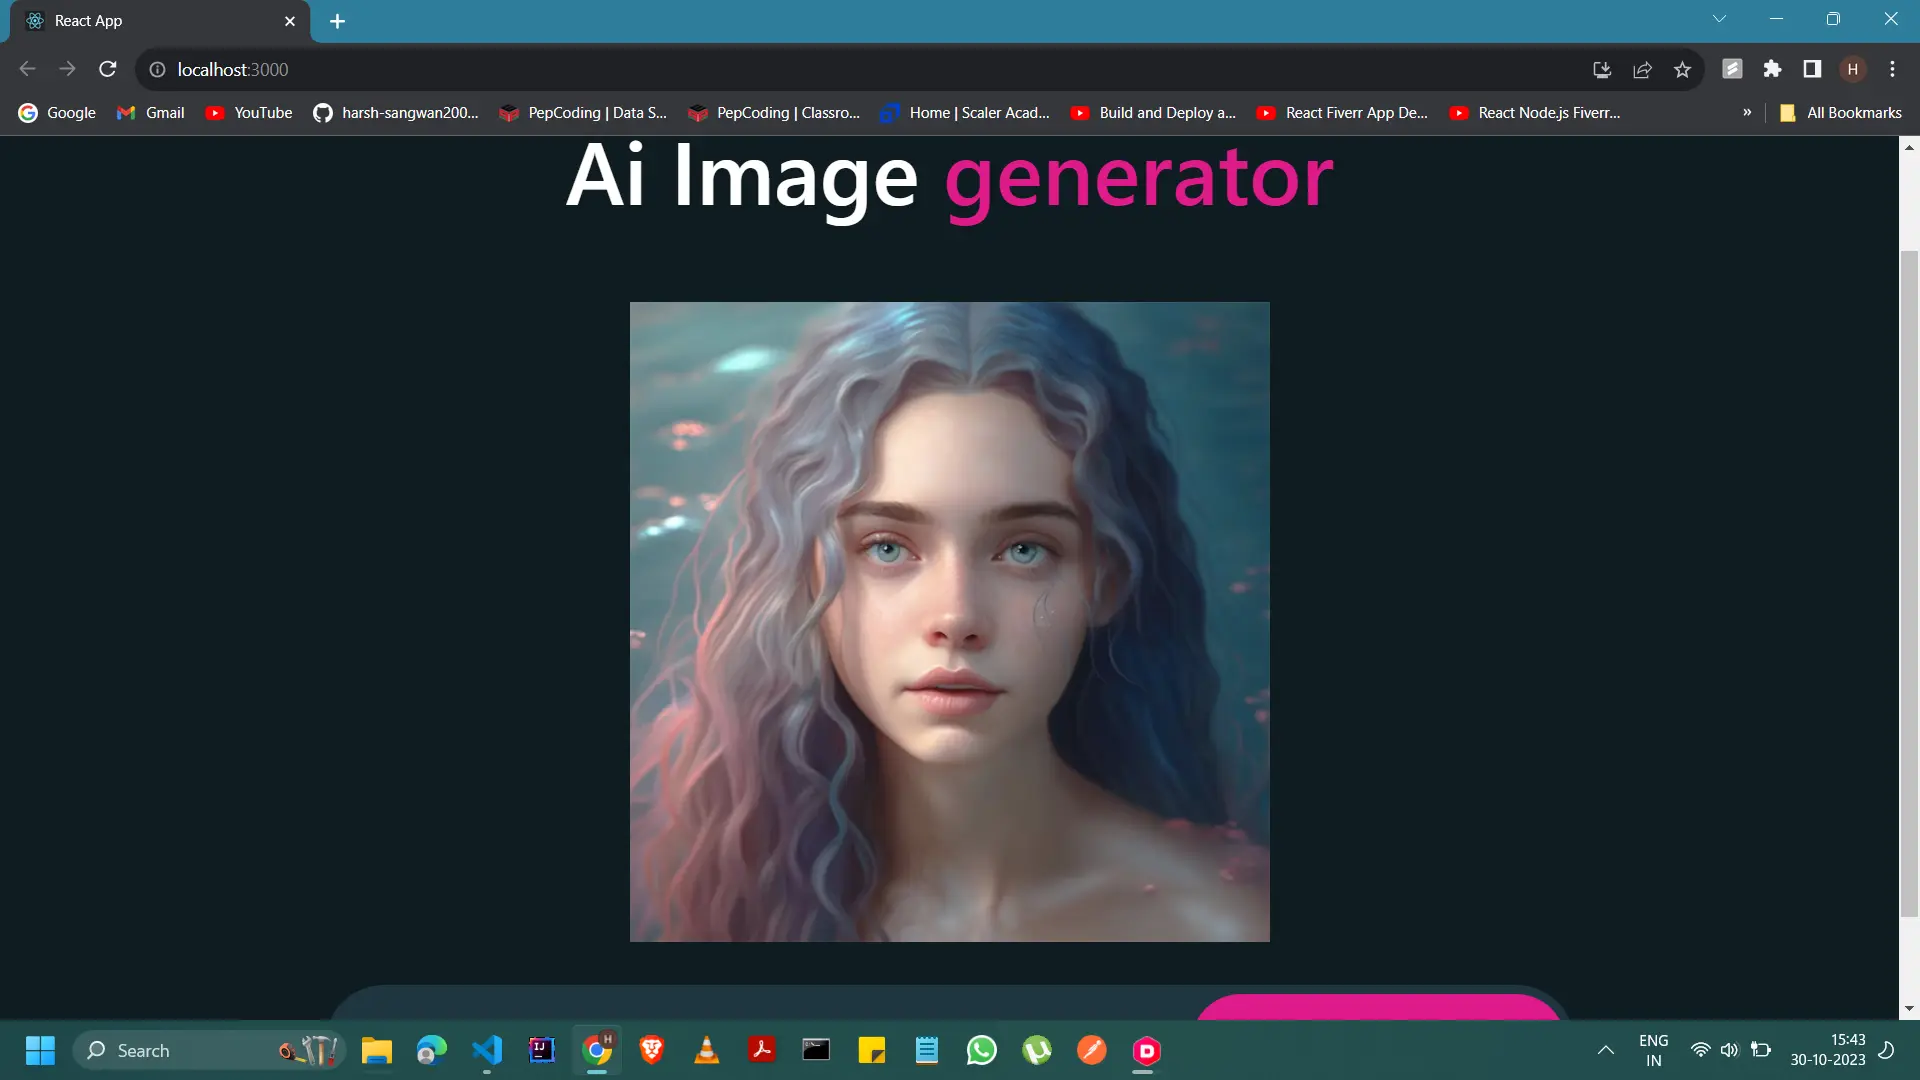 React App
localhost:3000
H
Google
Gmail
YouTube
harsh-sangwan200...
PepCoding | Data S...
PepCoding | Classro...
Home | Scaler Acad...
Build and Deploy a...
React Fiverr App De...
React Node.js Fiverr...
»
All Bookmarks
Ai Image generator
Search
IJ
H
D
ENG
IN
15:43
30-10-2023